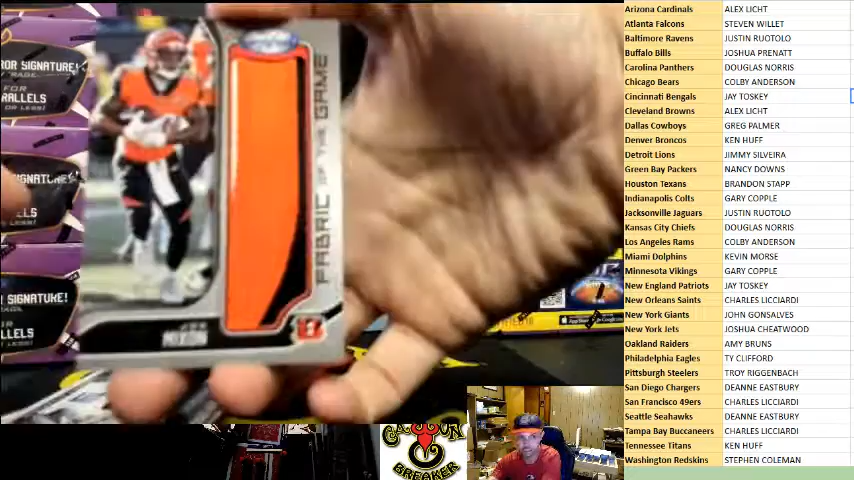 ROR SIGNATURE!
FOR
RALLELS
OR LESS!
SIGNATURE!
FABRIC OF THE GAME
MIXON
CARTOON
BREAKER
Arizona Cardinals ALEX LICHT
Atlanta Falcons STEVEN WILLET
Baltimore Ravens JUSTIN RUOTOLO
Buffalo Bills JOSHUA PRENATT
Carolina Panthers DOUGLAS NORRIS
Chicago Bears COLBY ANDERSON
Cincinnati Bengals JAY TOSKEY
Cleveland Browns ALEX LICHT
Dallas Cowboys GREG PALMER
Denver Broncos KEN HUFF
Detroit Lions JIMMY SILVEIRA
Green Bay Packers NANCY DOWNS
Houston Texans BRANDON STAPP
Indianapolis Colts GARY COPPLE
Jacksonville Jaguars JUSTIN RUOTOLO
Kansas City Chiefs DOUGLAS NORRIS
Los Angeles Rams COLBY ANDERSON
Miami Dolphins KEVIN MORSE
Minnesota Vikings GARY COPPLE
New England Patriots JAY TOSKEY
New Orleans Saints CHARLES LICCIARDI
New York Giants JOHN GONSALVES
New York Jets JOSHUA CHEATWOOD
Oakland Raiders AMY BRUNS
Philadelphia Eagles TY CLIFFORD
Pittsburgh Steelers TROY RIGGENBACH
San Diego Chargers DEANNE EASTBURY
San Francisco 49ers CHARLES LICCIARDI
Seattle Seahawks DEANNE EASTBURY
Tampa Bay Buccaneers CHARLES LICCIARDI
Tennessee Titans KEN HUFF
Washington Redskins STEPHEN COLEMAN